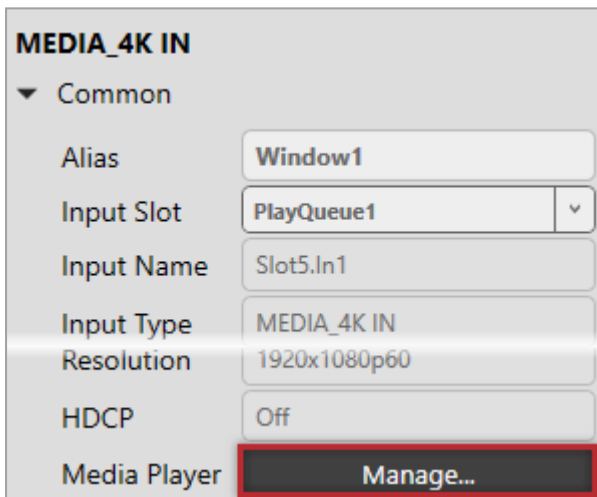 MEDIA_4K IN
Common
Alias Window1
Input Slot PlayQueue1
Input Name Slot5.In1
Input Type MEDIA_4K IN
Resolution 1920x1080p60
HDCP Off
Media Player Manage...